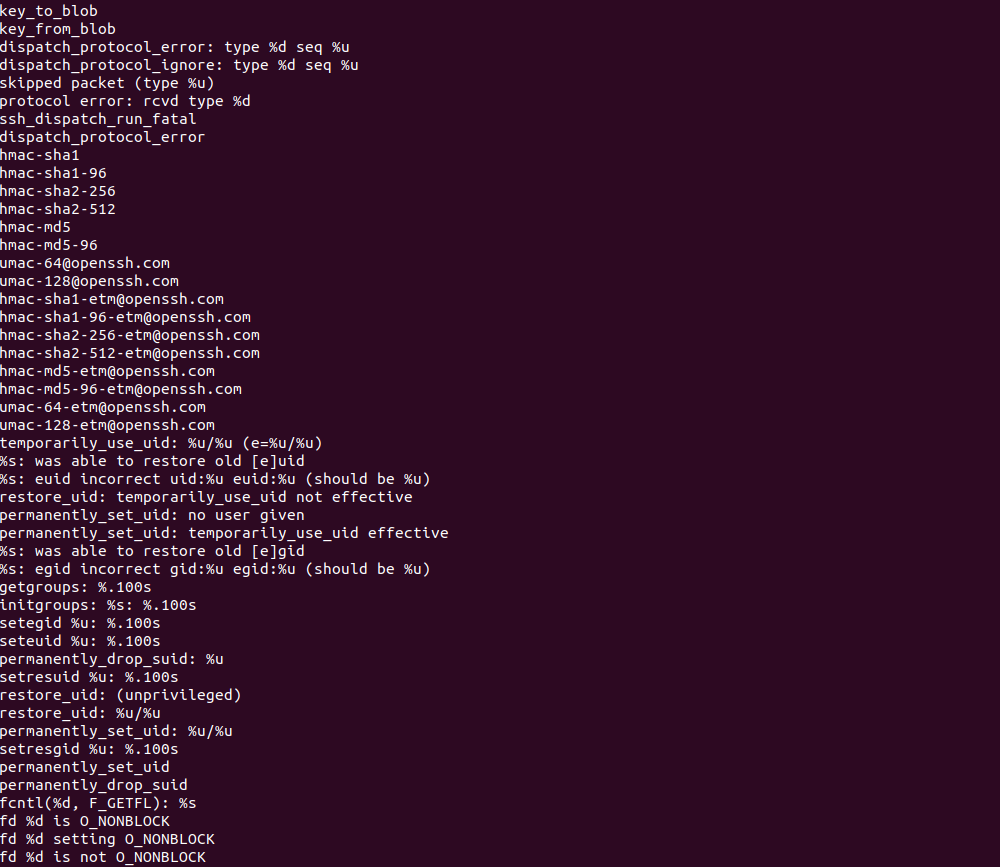 key_to_blob
key_from_blob
dispatch_protocol_error: type %d seq %u
dispatch_protocol_ignore: type %d seq %u
skipped packet (type %u)
protocol error: rcvd type %d
ssh_dispatch_run_fatal
dispatch_protocol_error
hmac-sha1
hmac-sha1-96
hmac-sha2-256
hmac-sha2-512
hmac-md5
hmac-md5-96
umac-64@openssh.com
umac-128@openssh.com
hmac-sha1-etm@openssh.com
hmac-sha1-96-etm@openssh.com
hmac-sha2-256-etm@openssh.com
hmac-sha2-512-etm@openssh.com
hmac-md5-etm@openssh.com
hmac-md5-96-etm@openssh.com
umac-64-etm@openssh.com
umac-128-etm@openssh.com
temporarily_use_uid: %u/%u (e=%u/%u)
%s: was able to restore old [e]uid
%s: euid incorrect uid:%u euid:%u (should be %u)
restore_uid: temporarily_use_uid not effective
permanently_set_uid: no user given
permanently_set_uid: temporarily_use_uid effective
%s: was able to restore old [e]gid
%s: egid incorrect gid:%u egid:%u (should be %u)
getgroups: %.100s
initgroups: %s: %.100s
setegid %u: %.100s
seteuid %u: %.100s
permanently_drop_suid: %u
setresuid %u: %.100s
restore_uid: (unprivileged)
restore_uid: %u/%u
permanently_set_uid: %u/%u
setresgid %u: %.100s
permanently_set_uid
permanently_drop_suid
fcntl(%d, F_GETFL): %s
fd %d is O_NONBLOCK
fd %d setting O_NONBLOCK
fd %d is not O_NONBLOCK